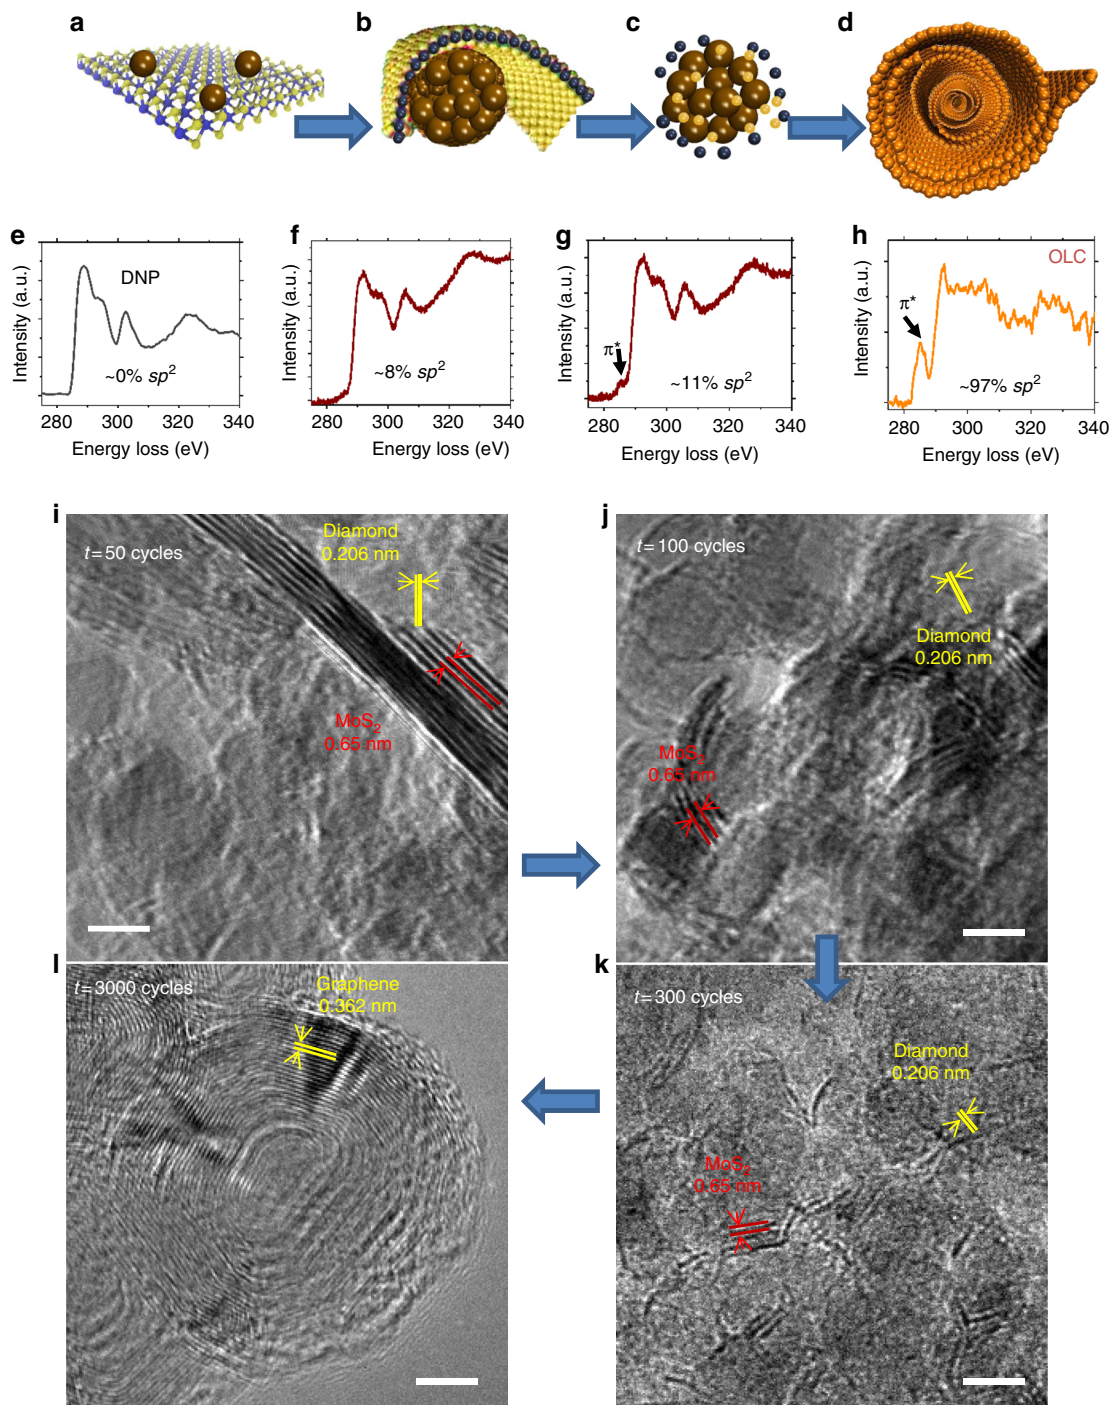 a
b
c
d
e
Intensity (a.u.)
DNP
~0% sp²
280 300 320 340
Energy loss (eV)
f
Intensity (a.u.)
~8% sp²
280 300 320 340
Energy loss (eV)
g
Intensity (a.u.)
π*
~11% sp²
280 300 320 340
Energy loss (eV)
h
Intensity (a.u.)
OLC
π*
~97% sp²
280 300 320 340
Energy loss (eV)
i
t = 50 cycles
Diamond
0.206 nm
MoS₂
0.65 nm
j
t = 100 cycles
Diamond
0.206 nm
MoS₂
0.65 nm
l
t = 3000 cycles
Graphene
0.362 nm
k
t = 300 cycles
Diamond
0.206 nm
MoS₂
0.65 nm